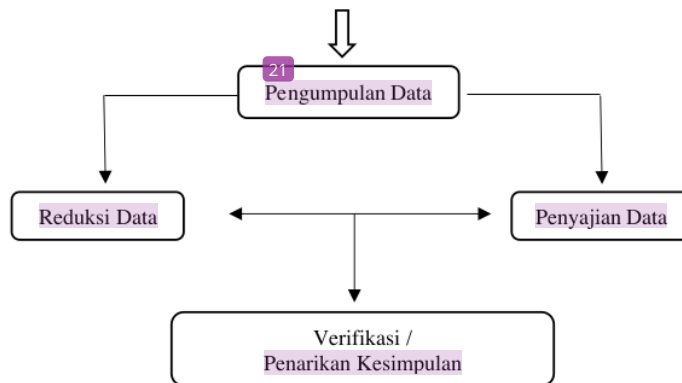 21
Pengumpulan Data
Reduksi Data
Penyajian Data
Verifikasi /
Penarikan Kesimpulan